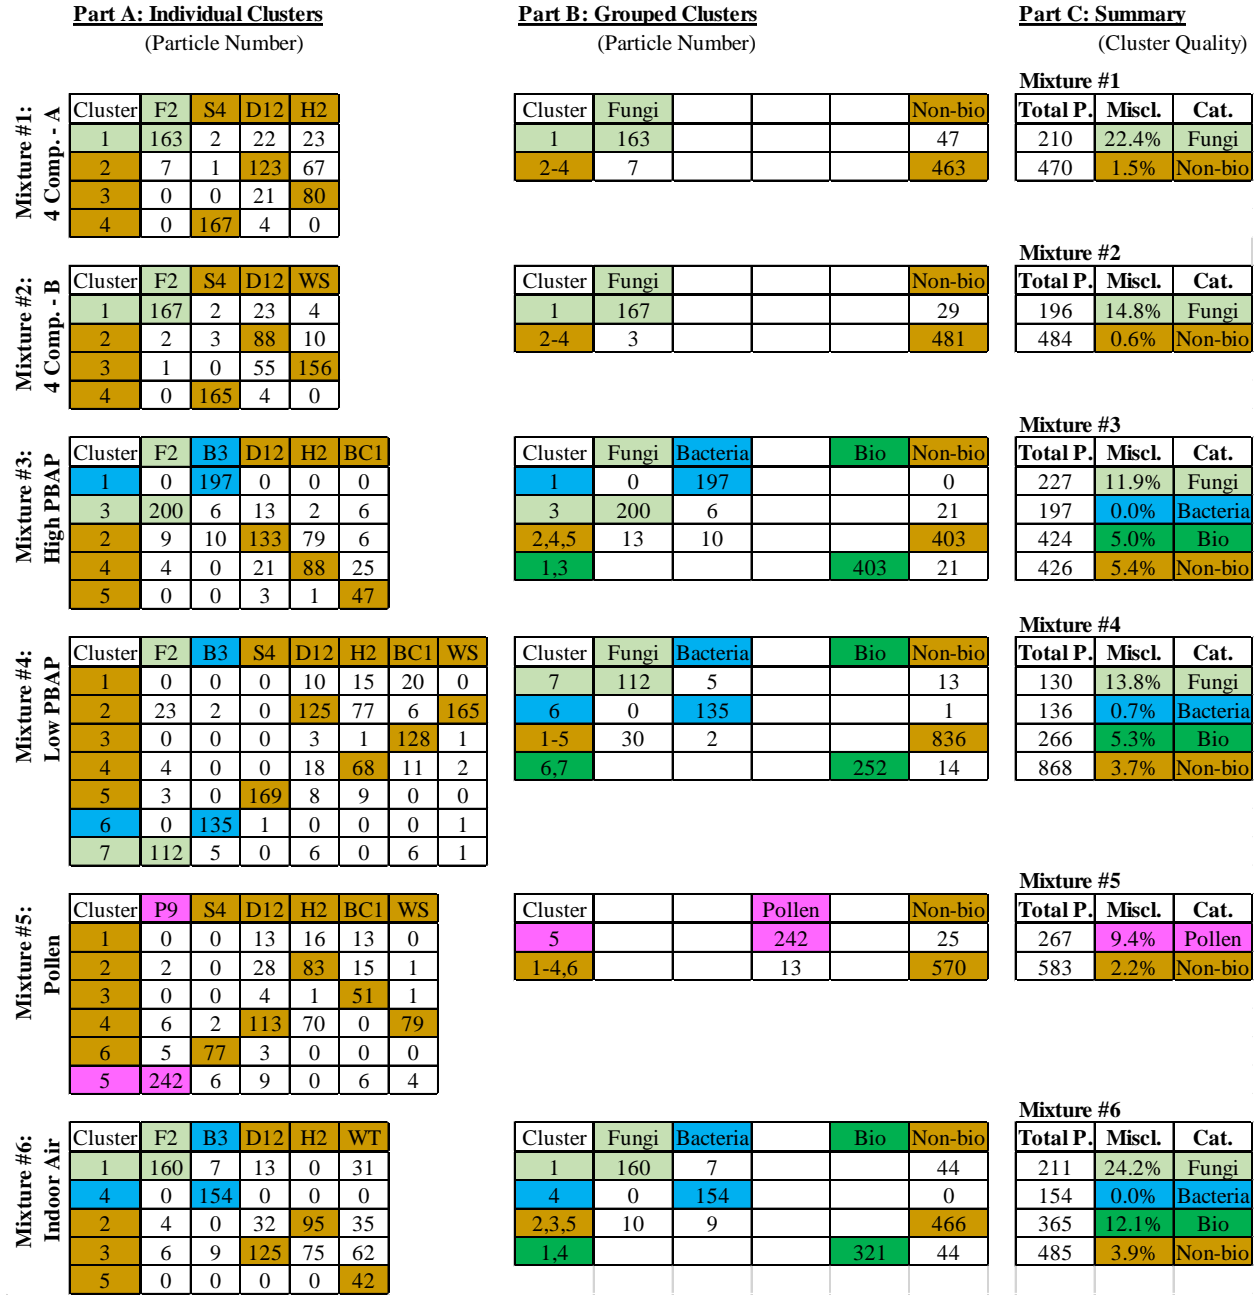 Part A: Individual Clusters Part B: Grouped Clusters Part C: Summary
(Particle Number) (Particle Number) (Cluster Quality)
Mixture #1:
4 Comp. - A
Cluster F2 S4 D12 H2
1 163 2 22 23
2 7 1 123 67
3 0 0 21 80
4 0 167 4 0
Cluster Fungi Non-bio
1 163 47
2-4 7 463
Mixture #1
Total P. Miscl. Cat.
210 22.4% Fungi
470 1.5% Non-bio
Mixture #2:
4 Comp. - B
Cluster F2 S4 D12 WS
1 167 2 23 4
2 2 3 88 10
3 1 0 55 156
4 0 165 4 0
Cluster Fungi Non-bio
1 167 29
2-4 3 481
Mixture #2
Total P. Miscl. Cat.
196 14.8% Fungi
484 0.6% Non-bio
Mixture #3:
High PBAP
Cluster F2 B3 D12 H2 BC1
1 0 197 0 0 0
3 200 6 13 2 6
2 9 10 133 79 6
4 4 0 21 88 25
5 0 0 3 1 47
Cluster Fungi Bacteria Bio Non-bio
1 0 197 0
3 200 6 21
2,4,5 13 10 403
1,3 403 21
Mixture #3
Total P. Miscl. Cat.
227 11.9% Fungi
197 0.0% Bacteria
424 5.0% Bio
426 5.4% Non-bio
Mixture #4:
Low PBAP
Cluster F2 B3 S4 D12 H2 BC1 WS
1 0 0 0 10 15 20 0
2 23 2 0 125 77 6 165
3 0 0 0 3 1 128 1
4 4 0 0 18 68 11 2
5 3 0 169 8 9 0 0
6 0 135 1 0 0 0 1
7 112 5 0 6 0 6 1
Cluster Fungi Bacteria Bio Non-bio
7 112 5 13
6 0 135 1
1-5 30 2 836
6,7 252 14
Mixture #4
Total P. Miscl. Cat.
130 13.8% Fungi
136 0.7% Bacteria
266 5.3% Bio
868 3.7% Non-bio
Mixture #5:
Pollen
Cluster P9 S4 D12 H2 BC1 WS
1 0 0 13 16 13 0
2 2 0 28 83 15 1
3 0 0 4 1 51 1
4 6 2 113 70 0 79
6 5 77 3 0 0 0
5 242 6 9 0 6 4
Cluster Pollen Non-bio
5 242 25
1-4,6 13 570
Mixture #5
Total P. Miscl. Cat.
267 9.4% Pollen
583 2.2% Non-bio
Mixture #6:
Indoor Air
Cluster F2 B3 D12 H2 WT
1 160 7 13 0 31
4 0 154 0 0 0
2 4 0 32 95 35
3 6 9 125 75 62
5 0 0 0 0 42
Cluster Fungi Bacteria Bio Non-bio
1 160 7 44
4 0 154 0
2,3,5 10 9 466
1,4 321 44
Mixture #6
Total P. Miscl. Cat.
211 24.2% Fungi
154 0.0% Bacteria
365 12.1% Bio
485 3.9% Non-bio